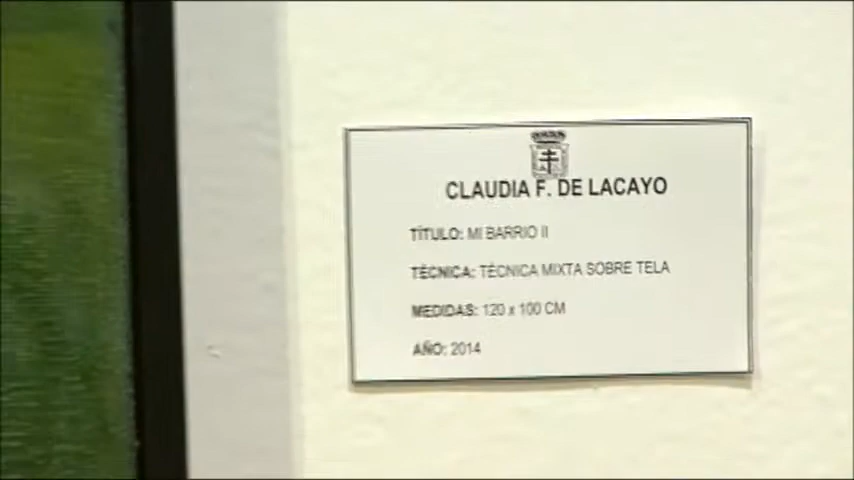 CLAUDIA F. DE LACAYO
TÍTULO: MI BARRIO II
TÉCNICA: TÉCNICA MIXTA SOBRE TELA
MEDIDAS: 120 x 100 CM
AÑO: 2014